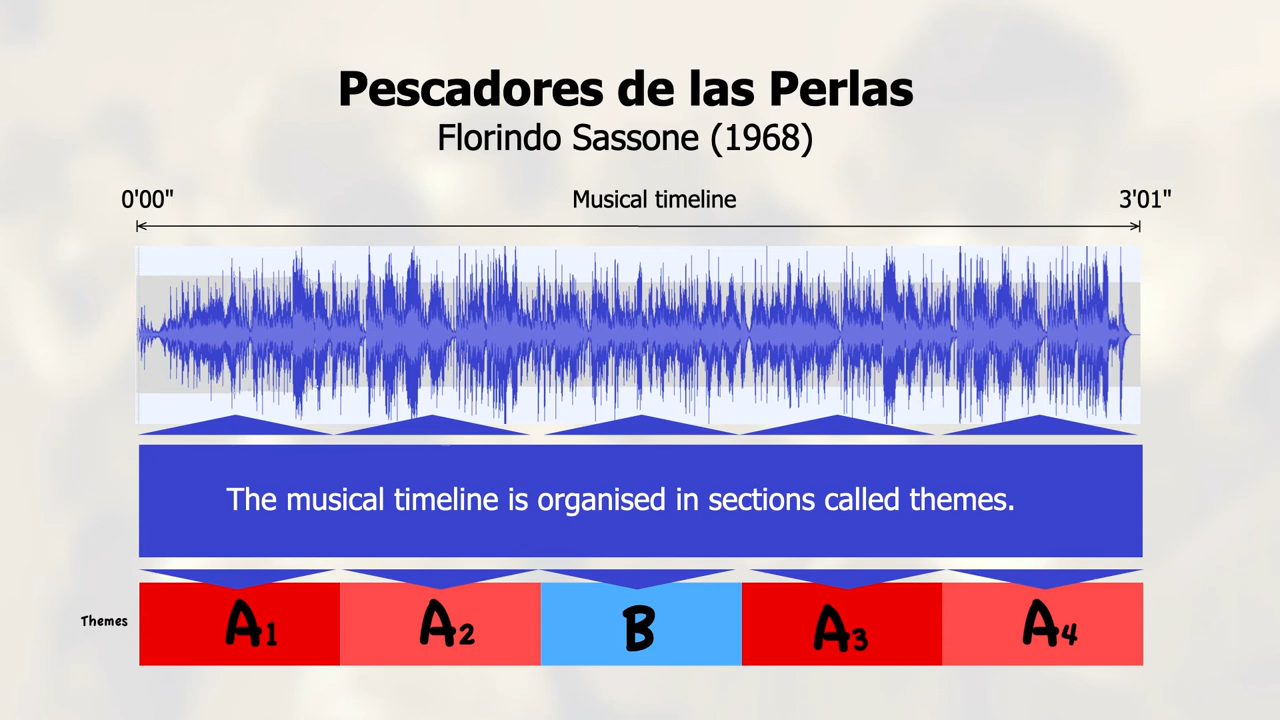 Pescadores de las Perlas
Florindo Sassone (1968)
0'00" Musical timeline 3'01"
The musical timeline is organised in sections called themes.
Themes A1 A2 B A3 A4